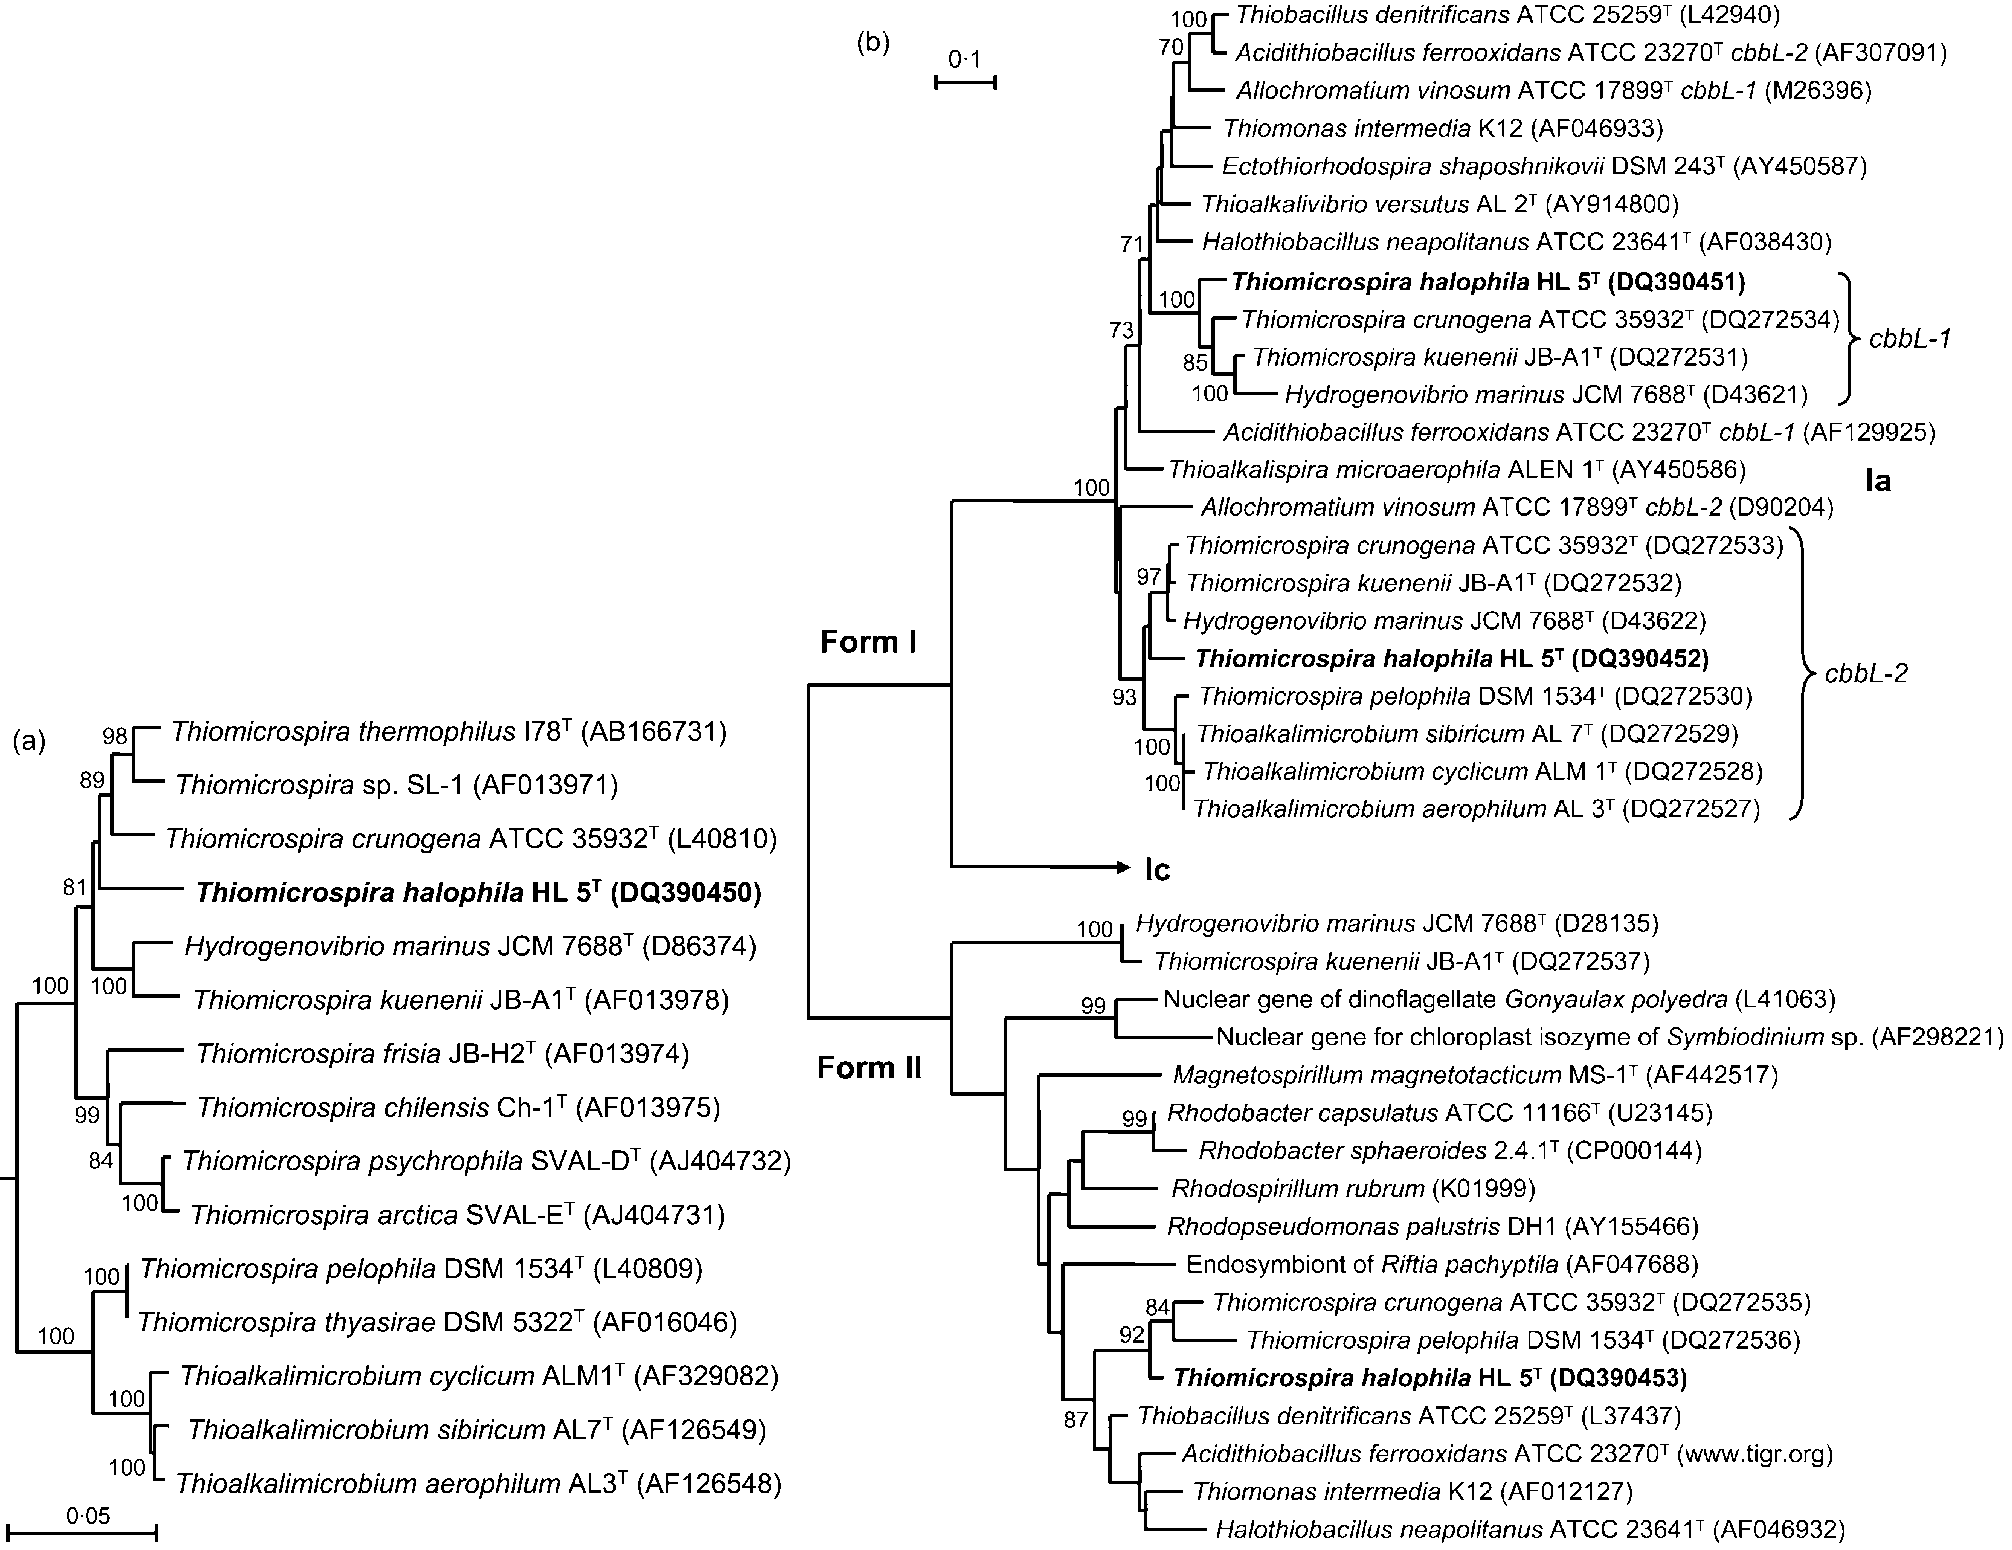 (a)
98
Thiomicrospira thermophilus I78ᵀ (AB166731)
89
Thiomicrospira sp. SL-1 (AF013971)
Thiomicrospira crunogena ATCC 35932ᵀ (L40810)
81
Thiomicrospira halophila HL 5ᵀ (DQ390450)
Hydrogenovibrio marinus JCM 7688ᵀ (D86374)
100
100
Thiomicrospira kuenenii JB-A1ᵀ (AF013978)
Thiomicrospira frisia JB-H2ᵀ (AF013974)
99
Thiomicrospira chilensis Ch-1ᵀ (AF013975)
84
Thiomicrospira psychrophila SVAL-Dᵀ (AJ404732)
100
Thiomicrospira arctica SVAL-Eᵀ (AJ404731)
100
Thiomicrospira pelophila DSM 1534ᵀ (L40809)
Thiomicrospira thyasirae DSM 5322ᵀ (AF016046)
100
Thioalkalimicrobium cyclicum ALM1ᵀ (AF329082)
100
Thioalkalimicrobium sibiricum AL7ᵀ (AF126549)
100
Thioalkalimicrobium aerophilum AL3ᵀ (AF126548)
0·05
(b)
0·1
100
Thiobacillus denitrificans ATCC 25259ᵀ (L42940)
70
Acidithiobacillus ferrooxidans ATCC 23270ᵀ cbbL-2 (AF307091)
Allochromatium vinosum ATCC 17899ᵀ cbbL-1 (M26396)
Thiomonas intermedia K12 (AF046933)
Ectothiorhodospira shaposhnikovii DSM 243ᵀ (AY450587)
Thioalkalivibrio versutus AL 2ᵀ (AY914800)
71
Halothiobacillus neapolitanus ATCC 23641ᵀ (AF038430)
Thiomicrospira halophila HL 5ᵀ (DQ390451)
100
Thiomicrospira crunogena ATCC 35932ᵀ (DQ272534)
73
cbbL-1
85
Thiomicrospira kuenenii JB-A1ᵀ (DQ272531)
100
Hydrogenovibrio marinus JCM 7688ᵀ (D43621)
Acidithiobacillus ferrooxidans ATCC 23270ᵀ cbbL-1 (AF129925)
Thioalkalispira microaerophila ALEN 1ᵀ (AY450586)
Ia
100
Allochromatium vinosum ATCC 17899ᵀ cbbL-2 (D90204)
Thiomicrospira crunogena ATCC 35932ᵀ (DQ272533)
97
Thiomicrospira kuenenii JB-A1ᵀ (DQ272532)
Hydrogenovibrio marinus JCM 7688ᵀ (D43622)
Form I
Thiomicrospira halophila HL 5ᵀ (DQ390452)
cbbL-2
93
Thiomicrospira pelophila DSM 1534ᵀ (DQ272530)
Thioalkalimicrobium sibiricum AL 7ᵀ (DQ272529)
100
Thioalkalimicrobium cyclicum ALM 1ᵀ (DQ272528)
100
Thioalkalimicrobium aerophilum AL 3ᵀ (DQ272527)
Ic
Hydrogenovibrio marinus JCM 7688ᵀ (D28135)
100
Thiomicrospira kuenenii JB-A1ᵀ (DQ272537)
Nuclear gene of dinoflagellate Gonyaulax polyedra (L41063)
99
Nuclear gene for chloroplast isozyme of Symbiodinium sp. (AF298221)
Form II
Magnetospirillum magnetotacticum MS-1ᵀ (AF442517)
99
Rhodobacter capsulatus ATCC 11166ᵀ (U23145)
Rhodobacter sphaeroides 2.4.1ᵀ (CP000144)
Rhodospirillum rubrum (K01999)
Rhodopseudomonas palustris DH1 (AY155466)
Endosymbiont of Riftia pachyptila (AF047688)
84
Thiomicrospira crunogena ATCC 35932ᵀ (DQ272535)
92
Thiomicrospira pelophila DSM 1534ᵀ (DQ272536)
Thiomicrospira halophila HL 5ᵀ (DQ390453)
87
Thiobacillus denitrificans ATCC 25259ᵀ (L37437)
Acidithiobacillus ferrooxidans ATCC 23270ᵀ (www.tigr.org)
Thiomonas intermedia K12 (AF012127)
Halothiobacillus neapolitanus ATCC 23641ᵀ (AF046932)